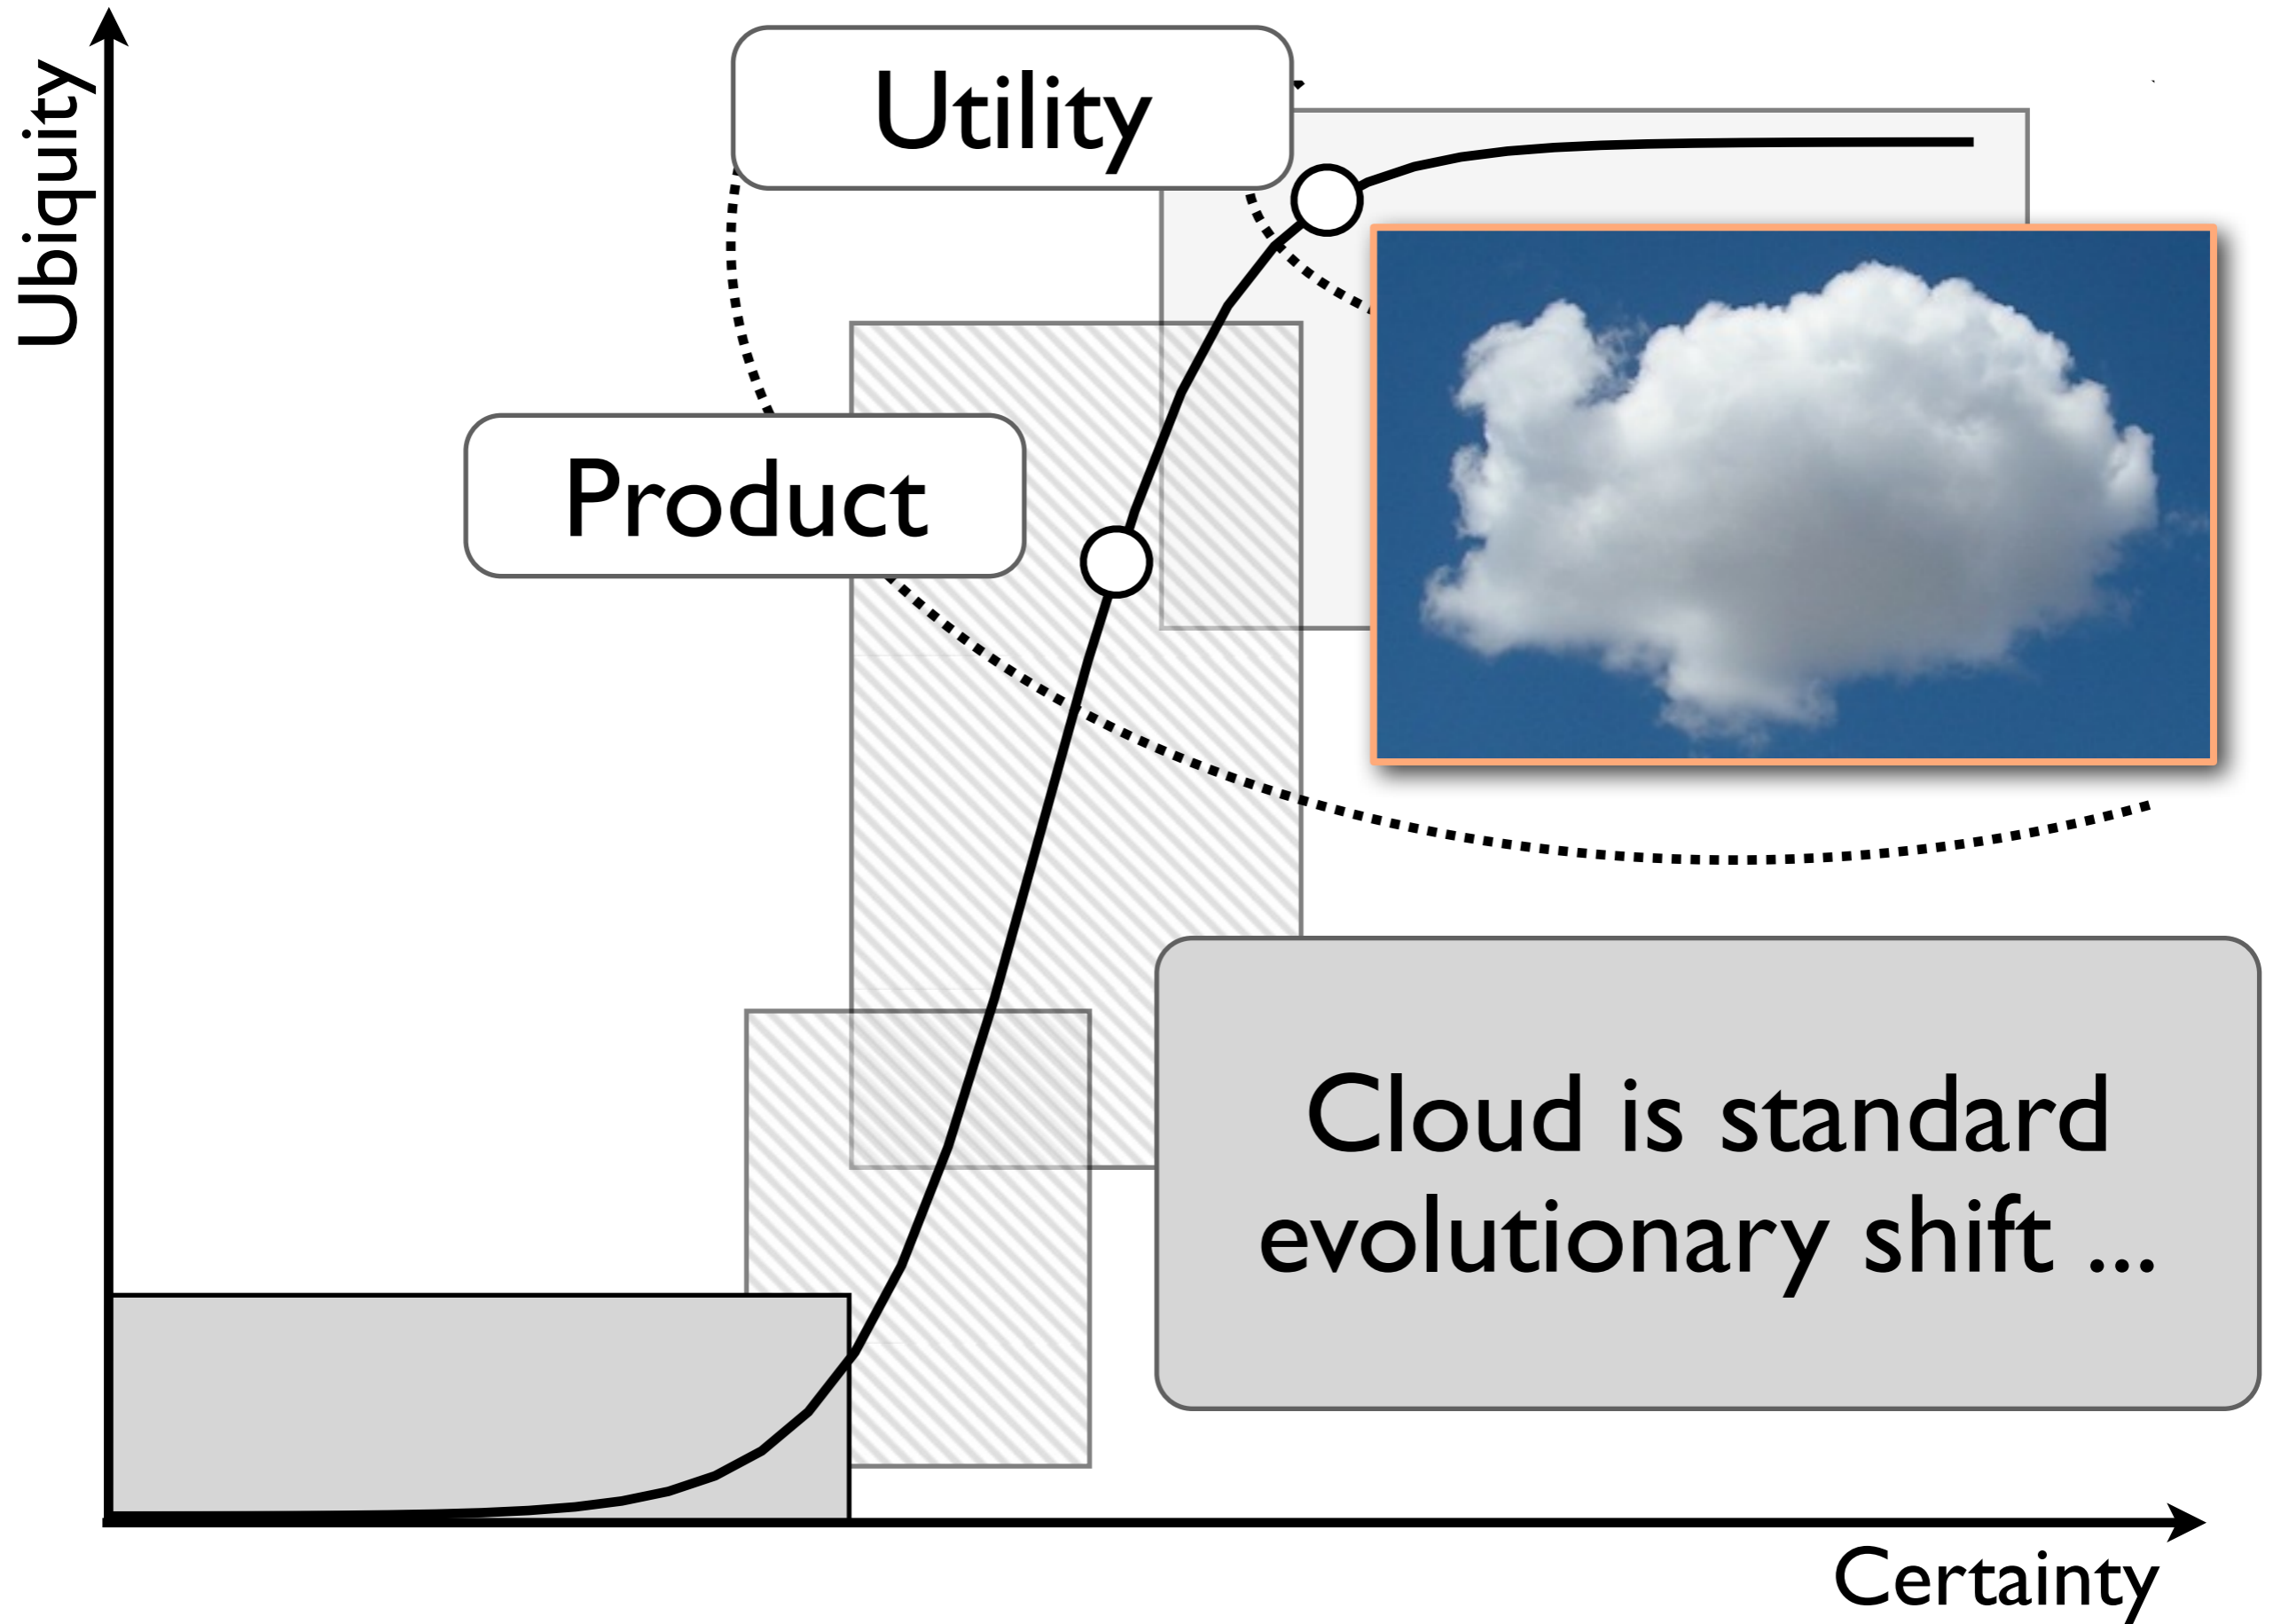 Ubiquity
Utility
Product
Cloud is standard
evolutionary shift ...
Certainty